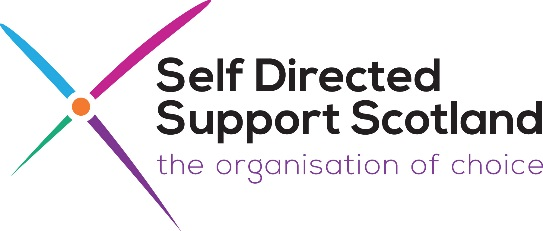 Self Directed
Support Scotland
the organisation of choice